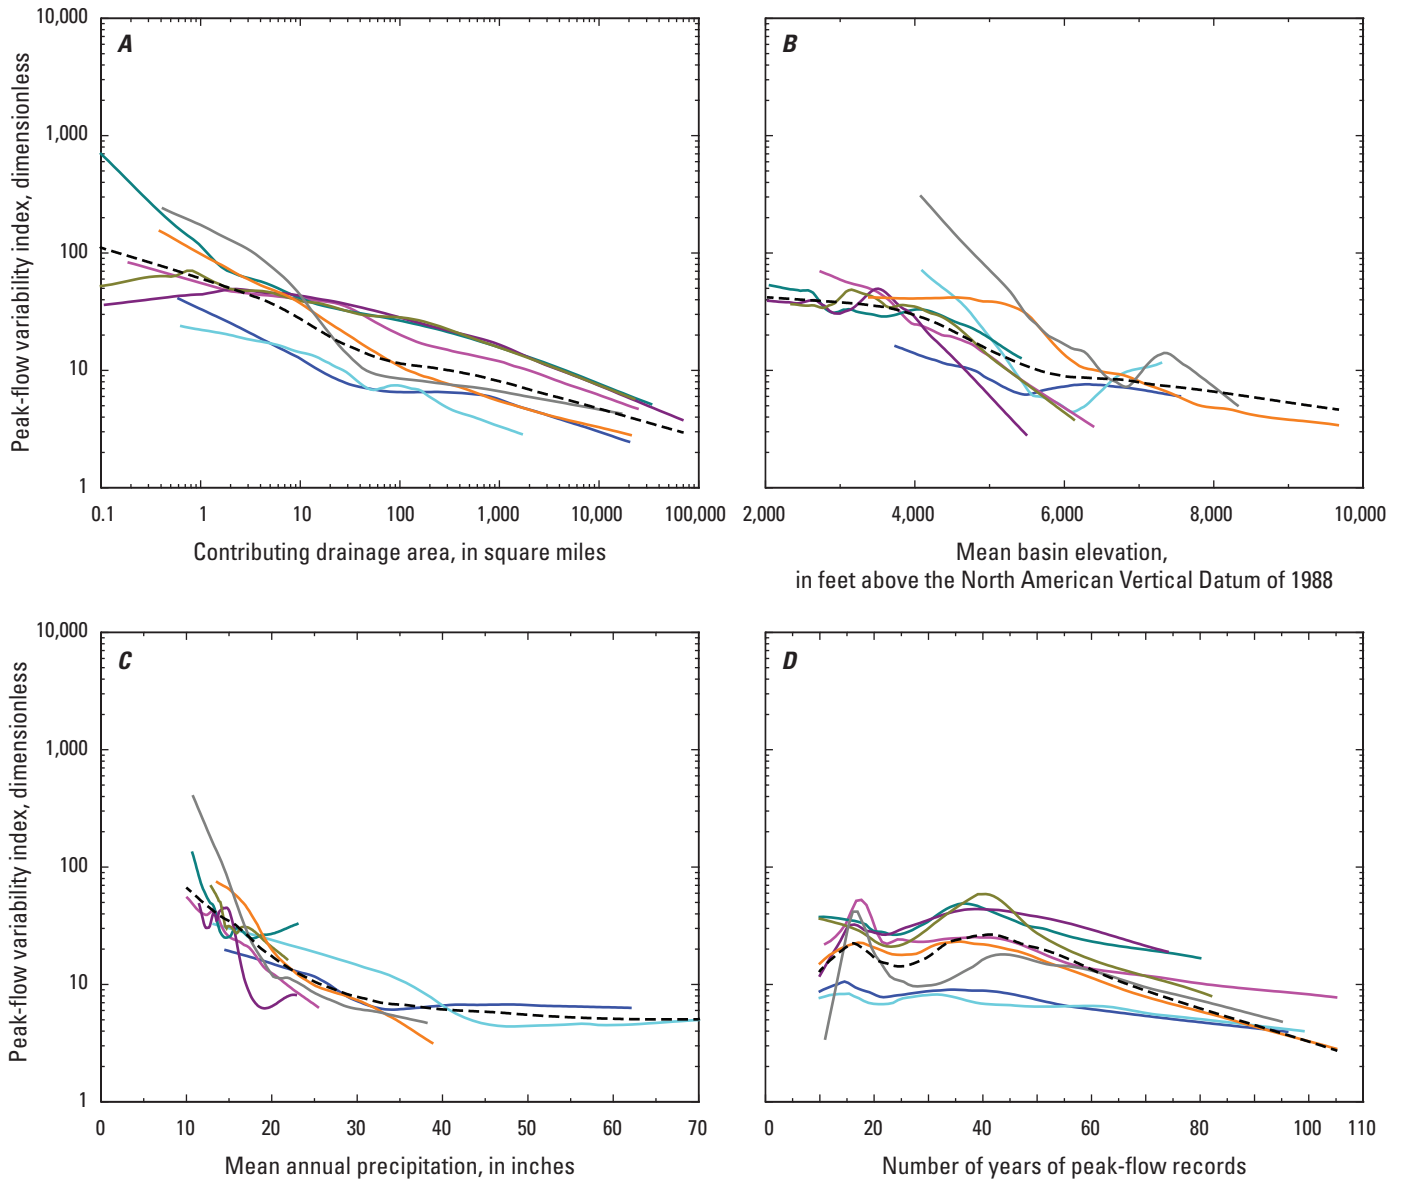 A
B
10,000
1,000
100
10
1
Peak-flow variability index, dimensionless
0.1 1 10 100 1,000 10,000 100,000
2,000 4,000 6,000 8,000 10,000
Contributing drainage area, in square miles
Mean basin elevation,
in feet above the North American Vertical Datum of 1988
C
D
10,000
1,000
100
10
1
Peak-flow variability index, dimensionless
0 10 20 30 40 50 60 70
0 20 40 60 80 100 110
Mean annual precipitation, in inches
Number of years of peak-flow records